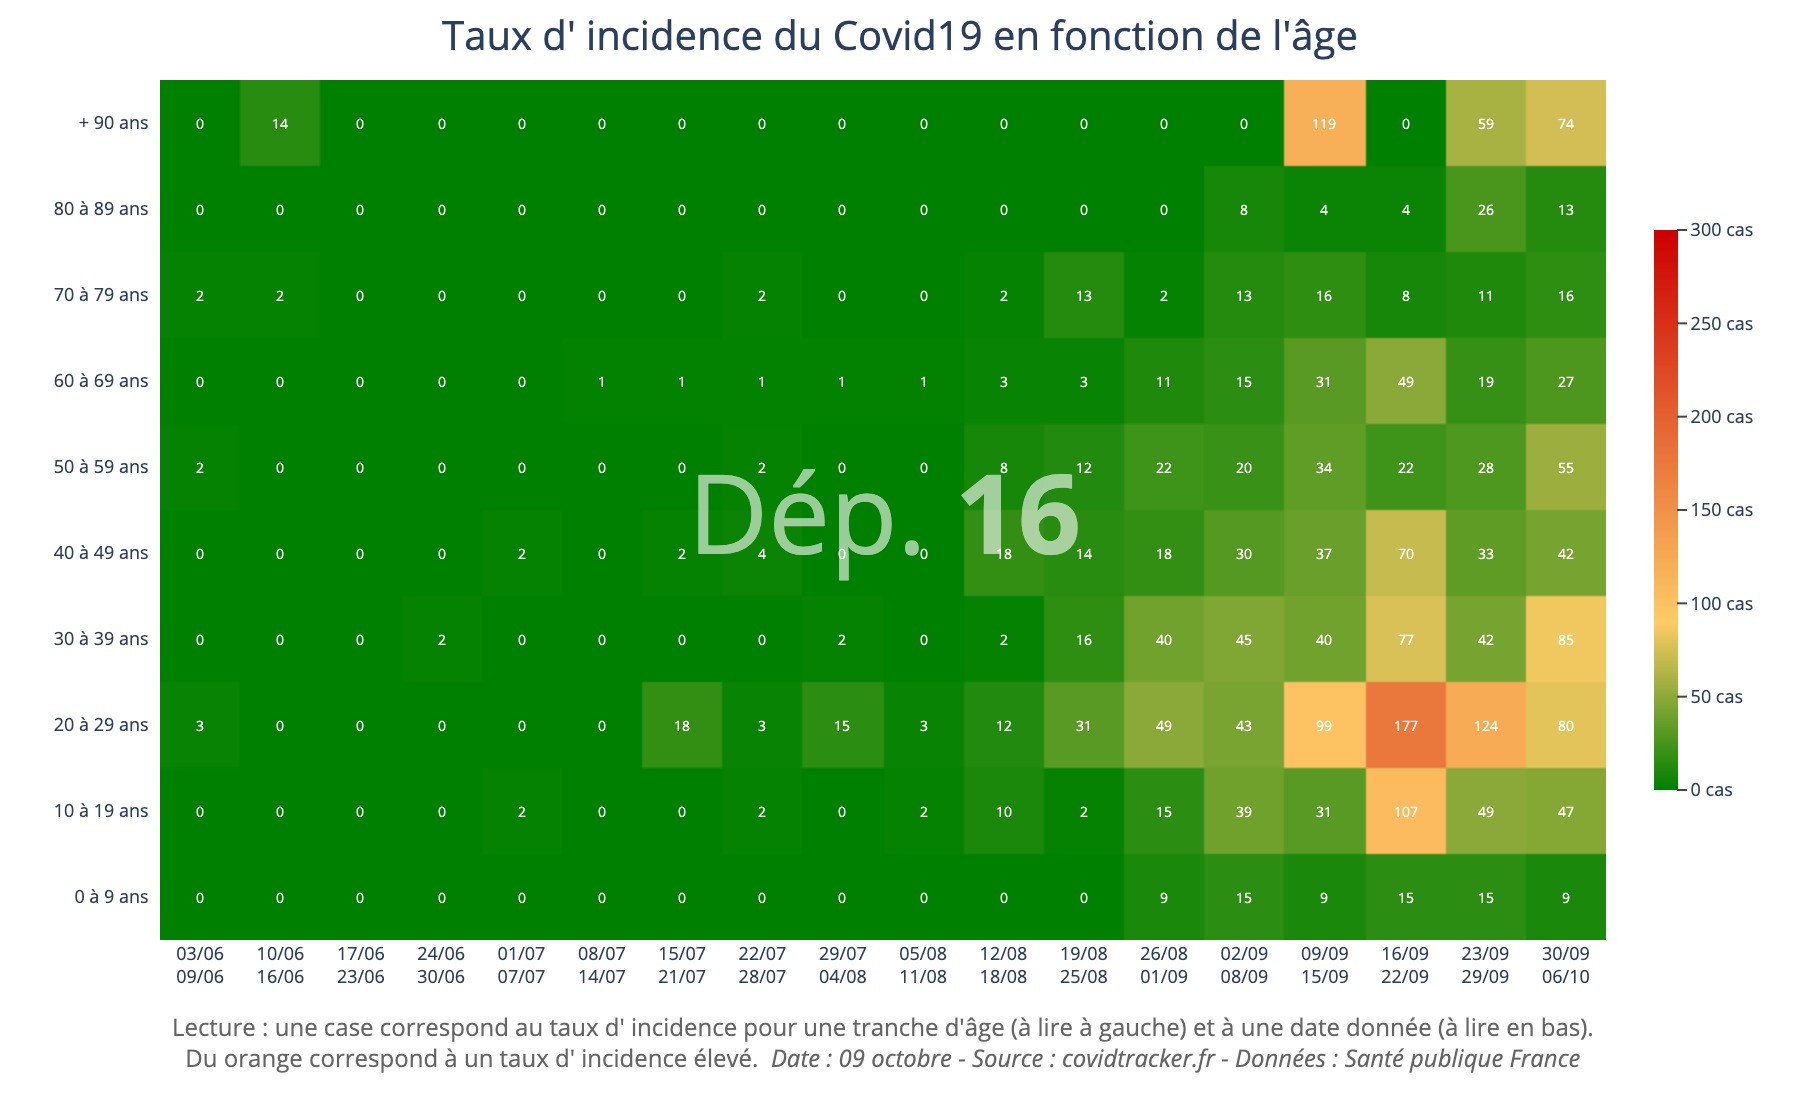 Taux d' incidence du Covid19 en fonction de l'âge
+ 90 ans 0 14 0 0 0 0 0 0 0 0 0 0 0 0 119 0 59 74
80 à 89 ans 0 0 0 0 0 0 0 0 0 0 0 0 0 8 4 4 26 13
70 à 79 ans 2 2 0 0 0 0 0 2 0 0 2 13 2 13 16 8 11 16
60 à 69 ans 0 0 0 0 0 1 1 1 1 1 3 3 11 15 31 49 19 27
50 à 59 ans 2 0 0 0 0 0 0 2 0 0 8 12 22 20 34 22 28 55
Dép. 16
40 à 49 ans 0 0 0 0 2 0 2 4 0 0 18 14 18 30 37 70 33 42
30 à 39 ans 0 0 0 2 0 0 0 0 2 0 2 16 40 45 40 77 42 85
20 à 29 ans 3 0 0 0 0 0 18 3 15 3 12 31 49 43 99 177 124 80
10 à 19 ans 0 0 0 0 2 0 0 2 0 2 10 2 15 39 31 107 49 47
0 à 9 ans 0 0 0 0 0 0 0 0 0 0 0 0 9 15 9 15 15 9
03/06 10/06 17/06 24/06 01/07 08/07 15/07 22/07 29/07 05/08 12/08 19/08 26/08 02/09 09/09 16/09 23/09 30/09
09/06 16/06 23/06 30/06 07/07 14/07 21/07 28/07 04/08 11/08 18/08 25/08 01/09 08/09 15/09 22/09 29/09 06/10
300 cas
250 cas
200 cas
150 cas
100 cas
50 cas
0 cas
Lecture : une case correspond au taux d' incidence pour une tranche d'âge (à lire à gauche) et à une date donnée (à lire en bas).
Du orange correspond à un taux d' incidence élevé. Date : 09 octobre - Source : covidtracker.fr - Données : Santé publique France